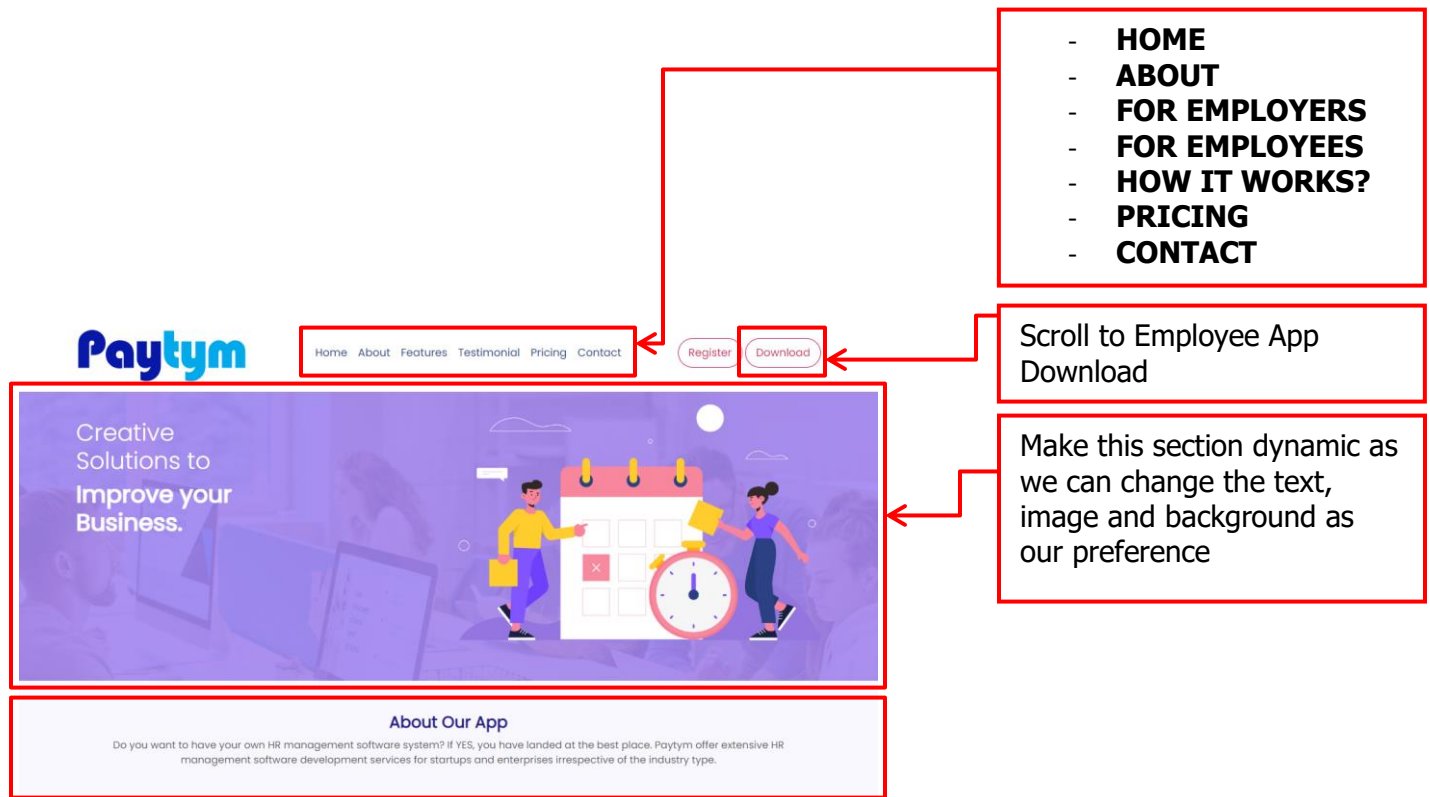 - HOME
- ABOUT
- FOR EMPLOYERS
- FOR EMPLOYEES
- HOW IT WORKS?
- PRICING
- CONTACT
Paytym
Home About Features Testimonial Pricing Contact
Register
Download
Scroll to Employee App
Download
Creative
Solutions to
Improve your
Business.
Make this section dynamic as
we can change the text,
image and background as
our preference
About Our App
Do you want to have your own HR management software system? If YES, you have landed at the best place. Paytym offer extensive HR
management software development services for startups and enterprises irrespective of the industry type.